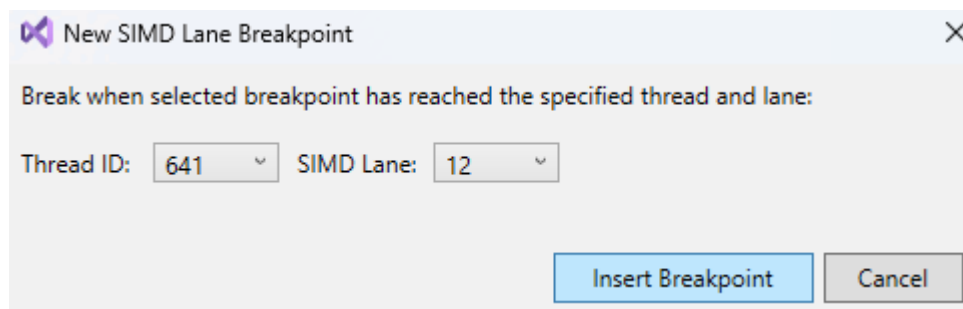 New SIMD Lane Breakpoint
Break when selected breakpoint has reached the specified thread and lane:
Thread ID: 641 SIMD Lane: 12
Insert Breakpoint Cancel